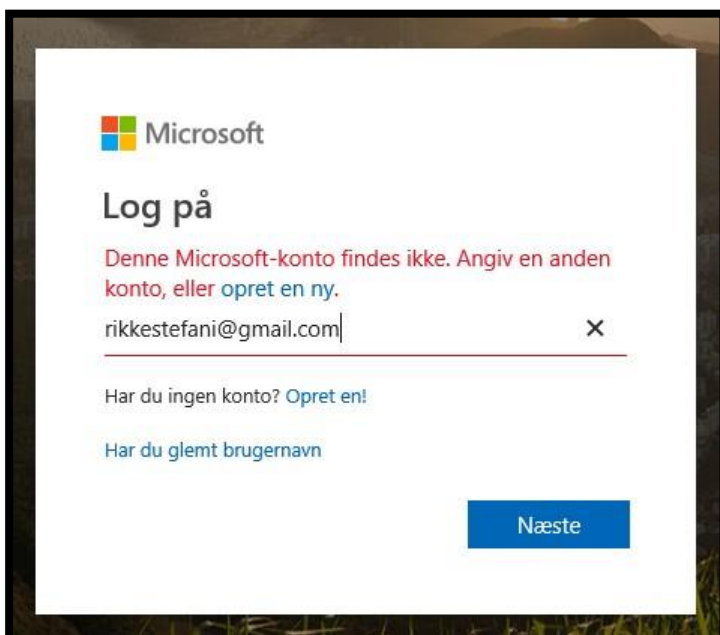 Microsoft
Log på
Denne Microsoft-konto findes ikke. Angiv en anden
konto, eller opret en ny.
rikkestefani@gmail.com
Har du ingen konto? Opret en!
Har du glemt brugernavn
Næste